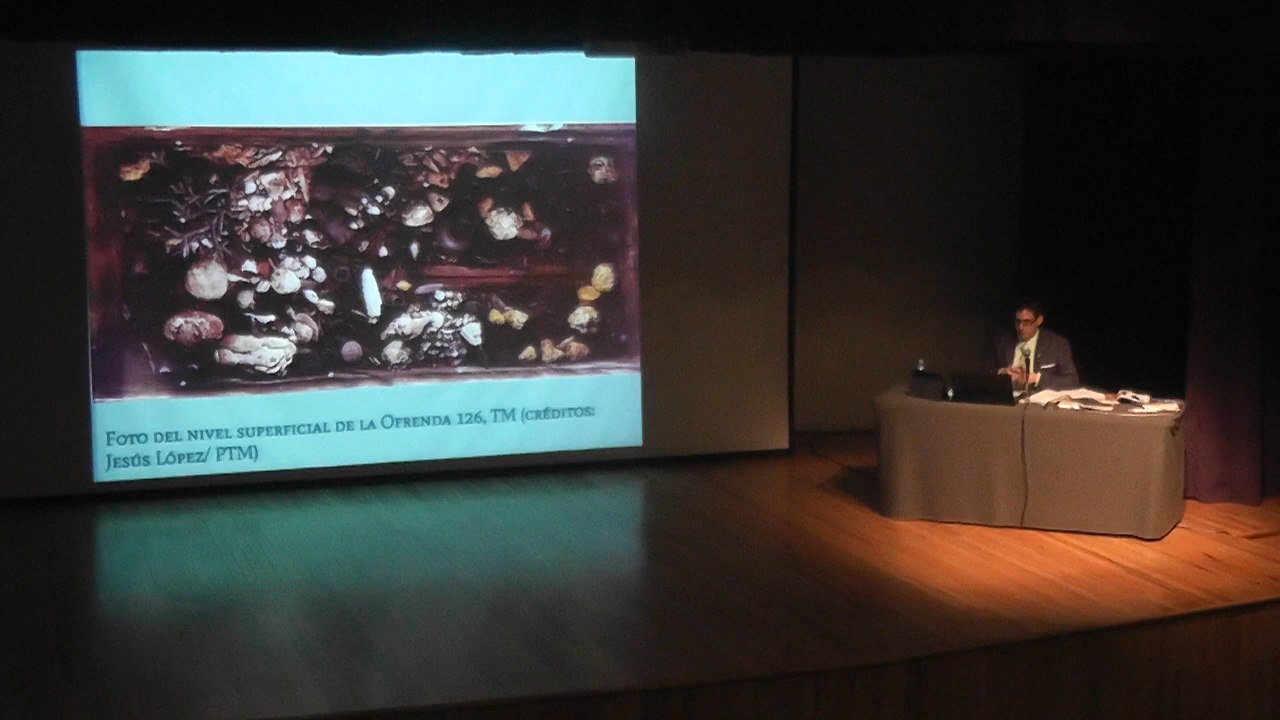 Foto del nivel superficial de la Ofrenda 126, TM (créditos:
Jesús López/ PTM)